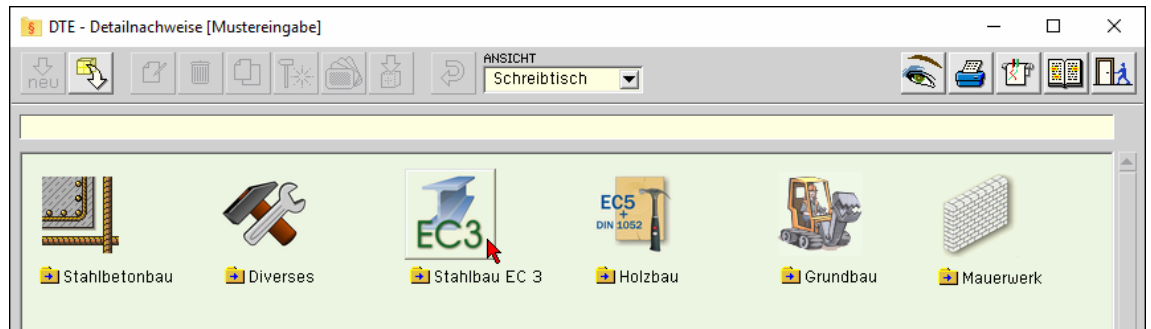 DTE - Detailnachweise [Mustereingabe]
neu
ANSICHT
Schreibtisch
EC3
EC5
+
DIN 1052
Stahlbetonbau
Diverses
Stahlbau EC 3
Holzbau
Grundbau
Mauerwerk